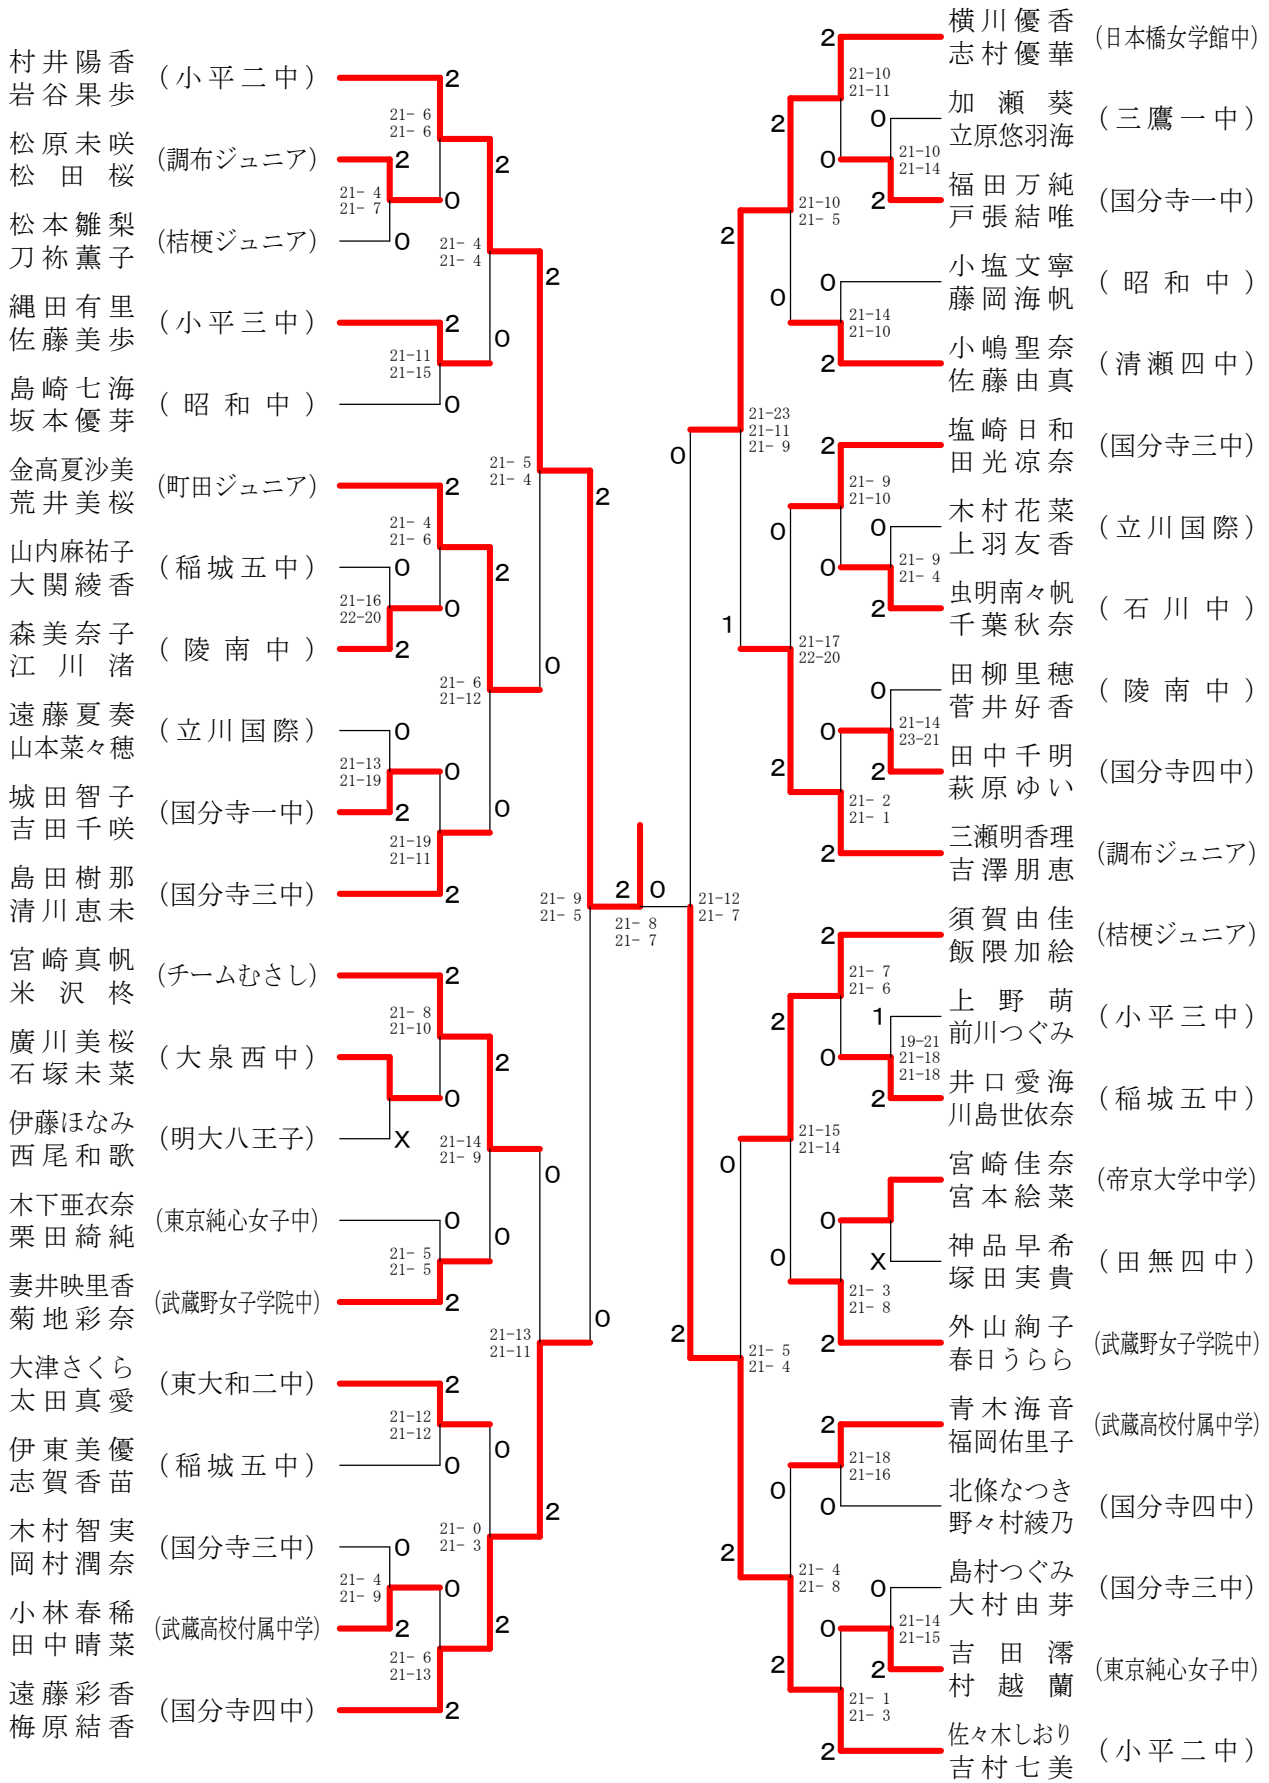 村井陽香
岩谷果歩
(小平二中)
2
21- 6
21- 6
松原未咲
松田桜
(調布ジュニア)
2
2
21- 4
21- 7
0
松本雛梨
刀祢薫子
(桔梗ジュニア)
0
21- 4
21- 4
2
縄田有里
佐藤美歩
(小平三中)
2
0
21-11
21-15
島崎七海
坂本優芽
(昭和中)
0
金高夏沙美
荒井美桜
(町田ジュニア)
2
21- 5
21- 4
2
21- 4
21- 6
山内麻祐子
大関綾香
(稲城五中)
0
2
21-16
22-20
0
森美奈子
江川渚
(陵南中)
2
0
21- 6
21-12
遠藤夏奏
山本菜々穂
(立川国際)
0
21-13
21-19
0
城田智子
吉田千咲
(国分寺一中)
2
0
21-19
21-11
島田樹那
清川恵未
(国分寺三中)
2
21- 9
21- 5
2
0
21- 8
21- 7
宮崎真帆
米沢柊
(チームむさし)
2
21- 8
21-10
廣川美桜
石塚未菜
(大泉西中)
2
0
伊藤ほなみ
西尾和歌
(明大八王子)
X
21-14
21- 9
0
木下亜衣奈
栗田綺純
(東京純心女子中)
0
0
21- 5
21- 5
妻井映里香
菊地彩奈
(武蔵野女子学院中)
2
0
21-13
21-11
大津さくら
太田真愛
(東大和二中)
2
21-12
21-12
0
伊東美優
志賀香苗
(稲城五中)
0
2
21- 0
21- 3
木村智実
岡村潤奈
(国分寺三中)
0
21- 4
21- 9
0
小林春稀
田中晴菜
(武蔵高校付属中学)
2
2
21- 6
21-13
遠藤彩香
梅原結香
(国分寺四中)
2
2
横川優香
志村優華
(日本橋女学館中)
21-10
21-11
2
0
加瀬葵
立原悠羽海
(三鷹一中)
0
21-10
21-14
2
福田万純
戸張結唯
(国分寺一中)
21-10
21- 5
2
0
小塩文寧
藤岡海帆
(昭和中)
0
21-14
21-10
2
小嶋聖奈
佐藤由真
(清瀬四中)
21-23
21-11
21- 9
0
2
塩崎日和
田光凉奈
(国分寺三中)
21- 9
21-10
0
0
木村花菜
上羽友香
(立川国際)
0
21- 9
21- 4
2
虫明南々帆
千葉秋奈
(石川中)
1
21-17
22-20
0
田柳里穂
菅井好香
(陵南中)
0
21-14
23-21
2
2
田中千明
萩原ゆい
(国分寺四中)
21- 2
21- 1
2
三瀬明香理
吉澤朋恵
(調布ジュニア)
21-12
21- 7
2
須賀由佳
飯隈加絵
(桔梗ジュニア)
21- 7
21- 6
2
1
上野萌
前川つぐみ
(小平三中)
19-21
21-18
21-18
0
2
井口愛海
川島世依奈
(稲城五中)
21-15
21-14
0
宮崎佳奈
宮本絵菜
(帝京大学中学)
0
0
X
神品早希
塚田実貴
(田無四中)
21- 3
21- 8
2
外山絢子
春日うらら
(武蔵野女子学院中)
2
21- 5
21- 4
2
青木海音
福岡佑里子
(武蔵高校付属中学)
21-18
21-16
0
0
北條なつき
野々村綾乃
(国分寺四中)
2
21- 4
21- 8
0
島村つぐみ
大村由芽
(国分寺三中)
0
21-14
21-15
2
2
吉田澪
村越蘭
(東京純心女子中)
21- 1
21- 3
2
佐々木しおり
吉村七美
(小平二中)